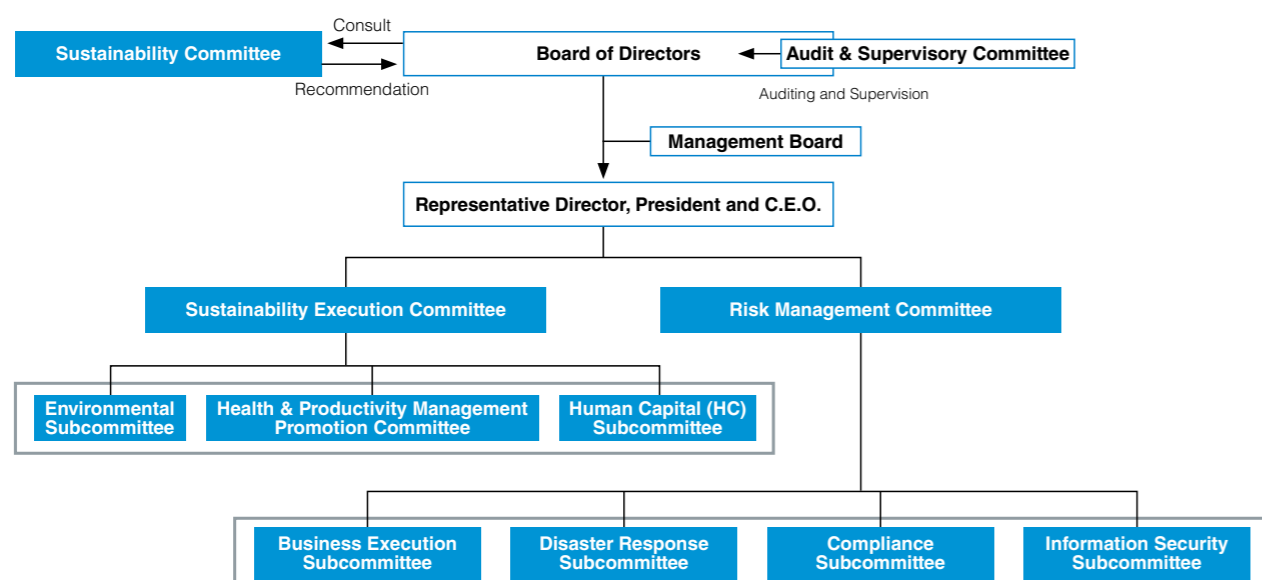 Consult
Sustainability Committee
Board of Directors
Audit & Supervisory Committee
Recommendation
Auditing and Supervision
Management Board
Representative Director, President and C.E.O.
Sustainability Execution Committee
Risk Management Committee
Environmental
Subcommittee
Health & Productivity Management
Promotion Committee
Human Capital (HC)
Subcommittee
Business Execution
Subcommittee
Disaster Response
Subcommittee
Compliance
Subcommittee
Information Security
Subcommittee